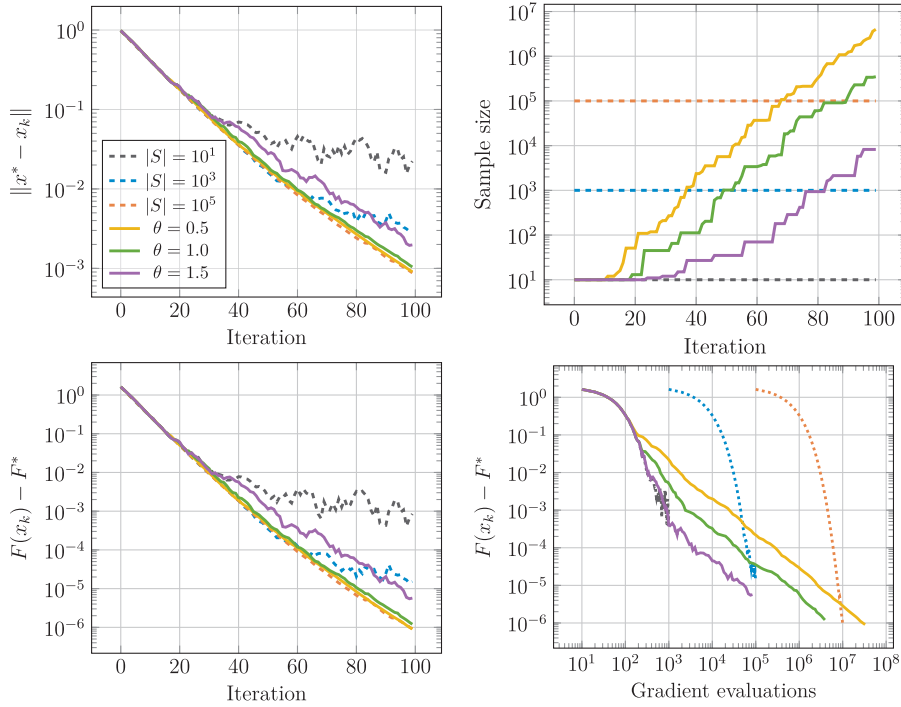 10^0
10^{-1}
10^{-2}
10^{-3}
‖x* − x_k‖
|S| = 10^1
|S| = 10^3
|S| = 10^5
θ = 0.5
θ = 1.0
θ = 1.5
0 20 40 60 80 100
Iteration
10^7
10^6
10^5
10^4
10^3
10^2
10^1
Sample size
0 20 40 60 80 100
Iteration
10^0
10^{-1}
10^{-2}
10^{-3}
10^{-4}
10^{-5}
10^{-6}
F(x_k) − F*
0 20 40 60 80 100
Iteration
10^0
10^{-1}
10^{-2}
10^{-3}
10^{-4}
10^{-5}
10^{-6}
F(x_k) − F*
10^1 10^2 10^3 10^4 10^5 10^6 10^7 10^8
Gradient evaluations